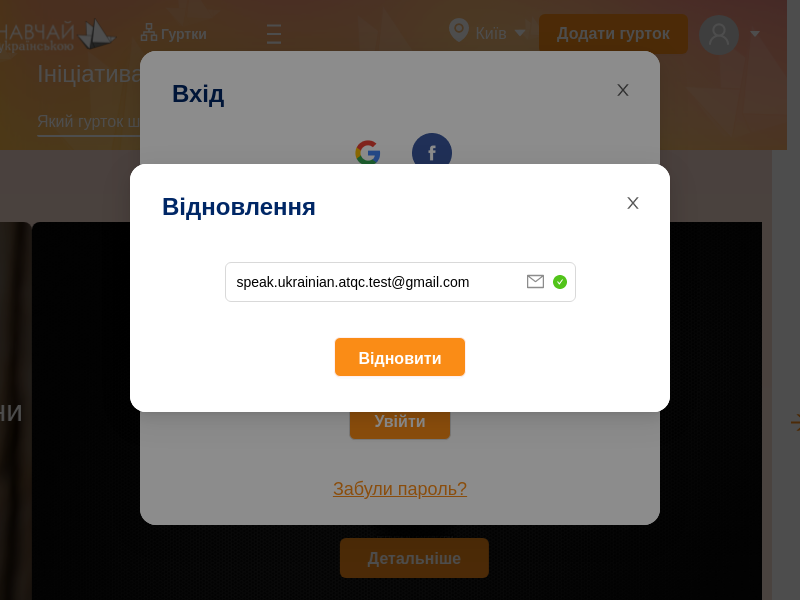 НАВЧАЙ
українською
Гуртки
Київ
Додати гурток
Ініціатива
Який гурток ш
Вхід
Відновлення
speak.ukrainian.atqc.test@gmail.com
Відновити
чи
Увійти
Забули пароль?
Детальніше